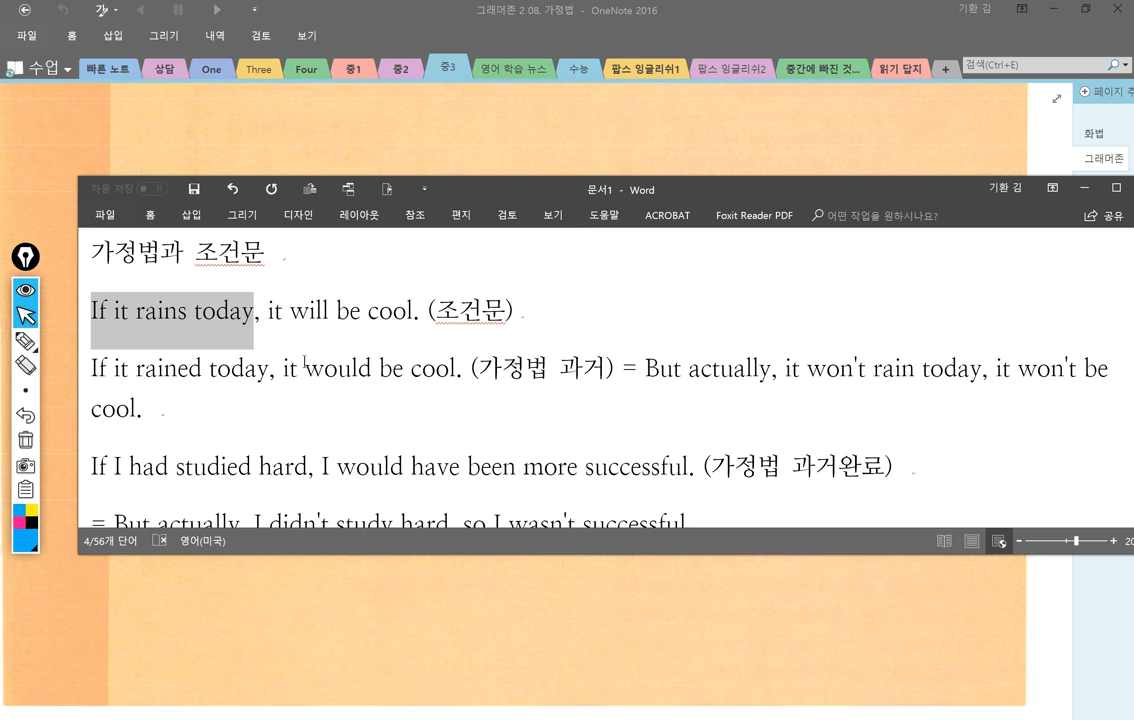 그래머존 2 08. 가정법 - OneNote 2016
기환 김
파일 홈 삽입 그리기 내역 검토 보기
수업 빠른 노트 상담 One Three Four 중1 중2 중3 영어 학습 뉴스 수능 팝스 잉글리쉬1 팝스 잉글리쉬2 중간에 빠진 것... 읽기 답지 + 검색(Ctrl+E)
페이지 추
화법
그래머존
자동 저장 문서1 - Word 기환 김
파일 홈 삽입 그리기 디자인 레이아웃 참조 편지 검토 보기 도움말 ACROBAT Foxit Reader PDF 어떤 작업을 원하시나요? 공유
가정법과 조건문
If it rains today, it will be cool. (조건문)
If it rained today, it would be cool. (가정법 과거) = But actually, it won't rain today, it won't be
cool.
If I had studied hard, I would have been more successful. (가정법 과거완료)
= But actually, I didn't study hard, so I wasn't successful.
4/56개 단어 영어(미국) - + 20